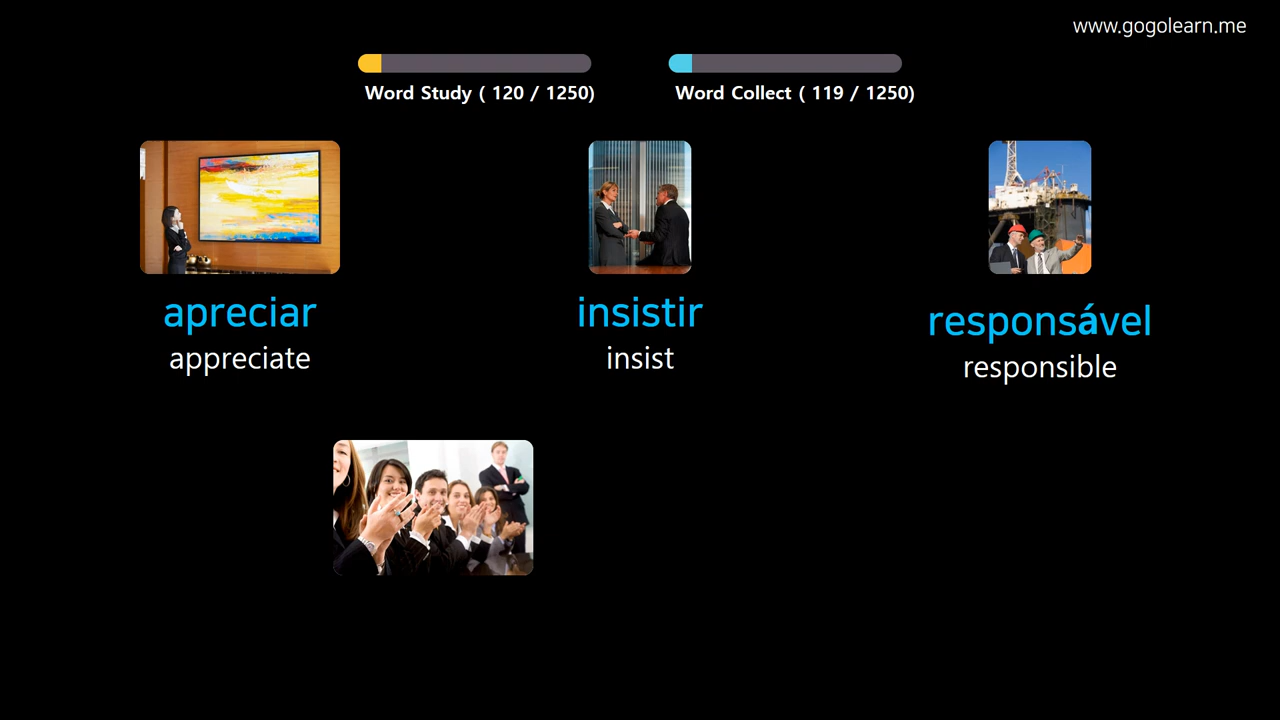 www.gogolearn.me
Word Study ( 120 / 1250)
Word Collect ( 119 / 1250)
apreciar
appreciate
insistir
insist
responsável
responsible